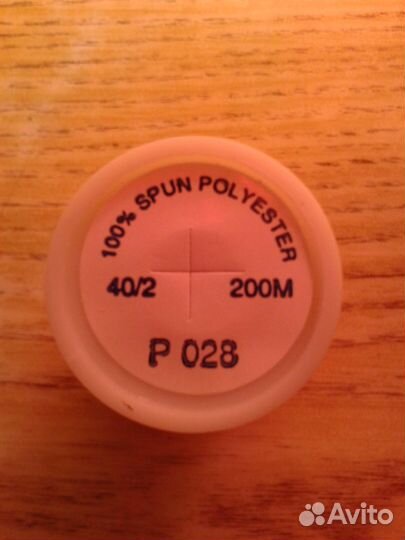 100% SPUN POLYESTER
40/2 200M
P 028
Avito